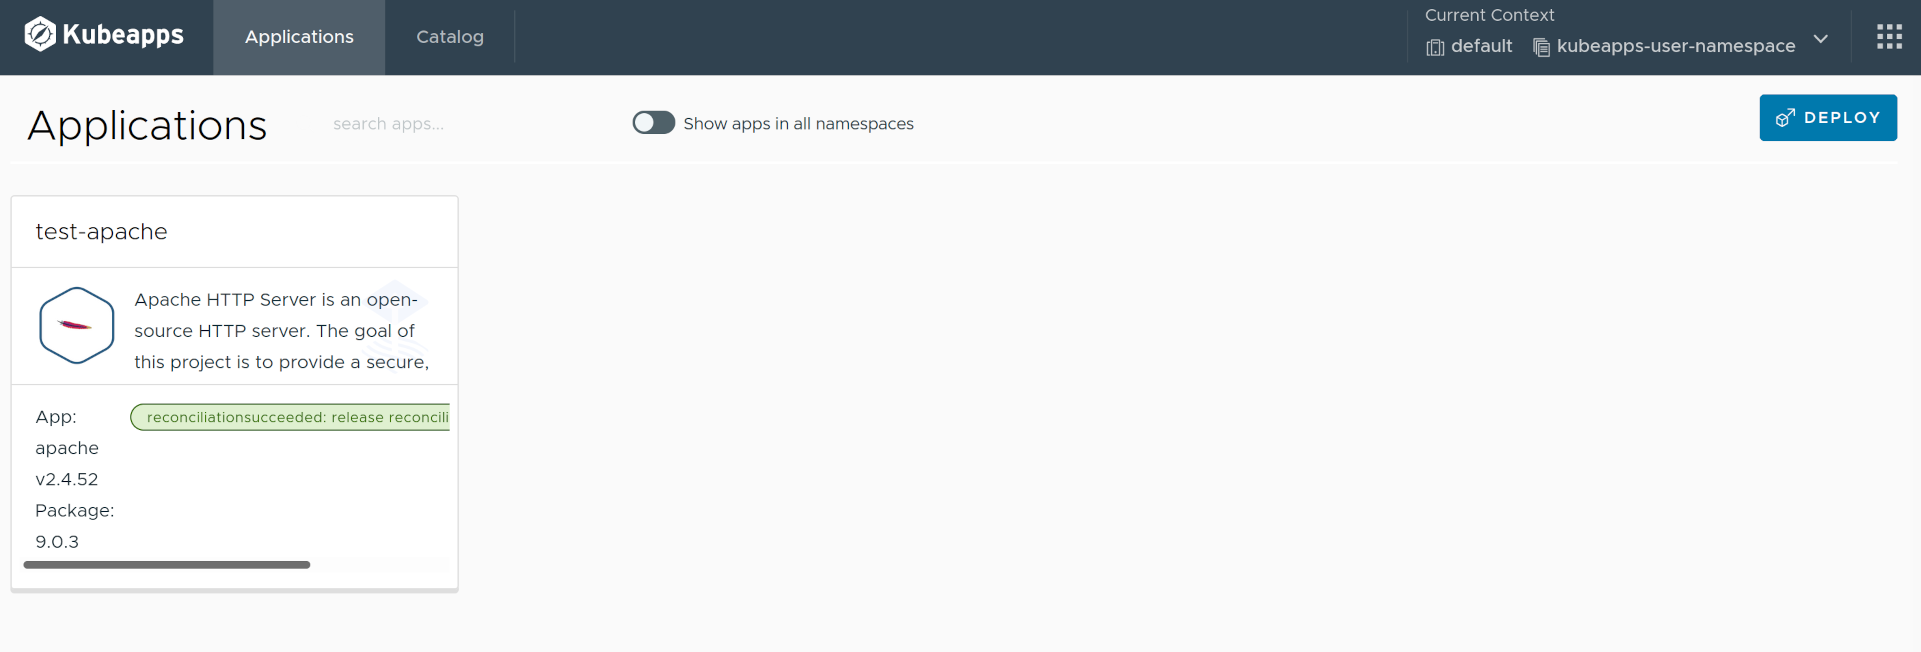 Kubeapps
Applications
Catalog
Current Context
default
kubeapps-user-namespace
Applications
search apps...
Show apps in all namespaces
DEPLOY
test-apache
Apache HTTP Server is an open-
source HTTP server. The goal of
this project is to provide a secure,
App:
apache
v2.4.52
Package:
9.0.3
reconciliationsucceeded: release reconcili